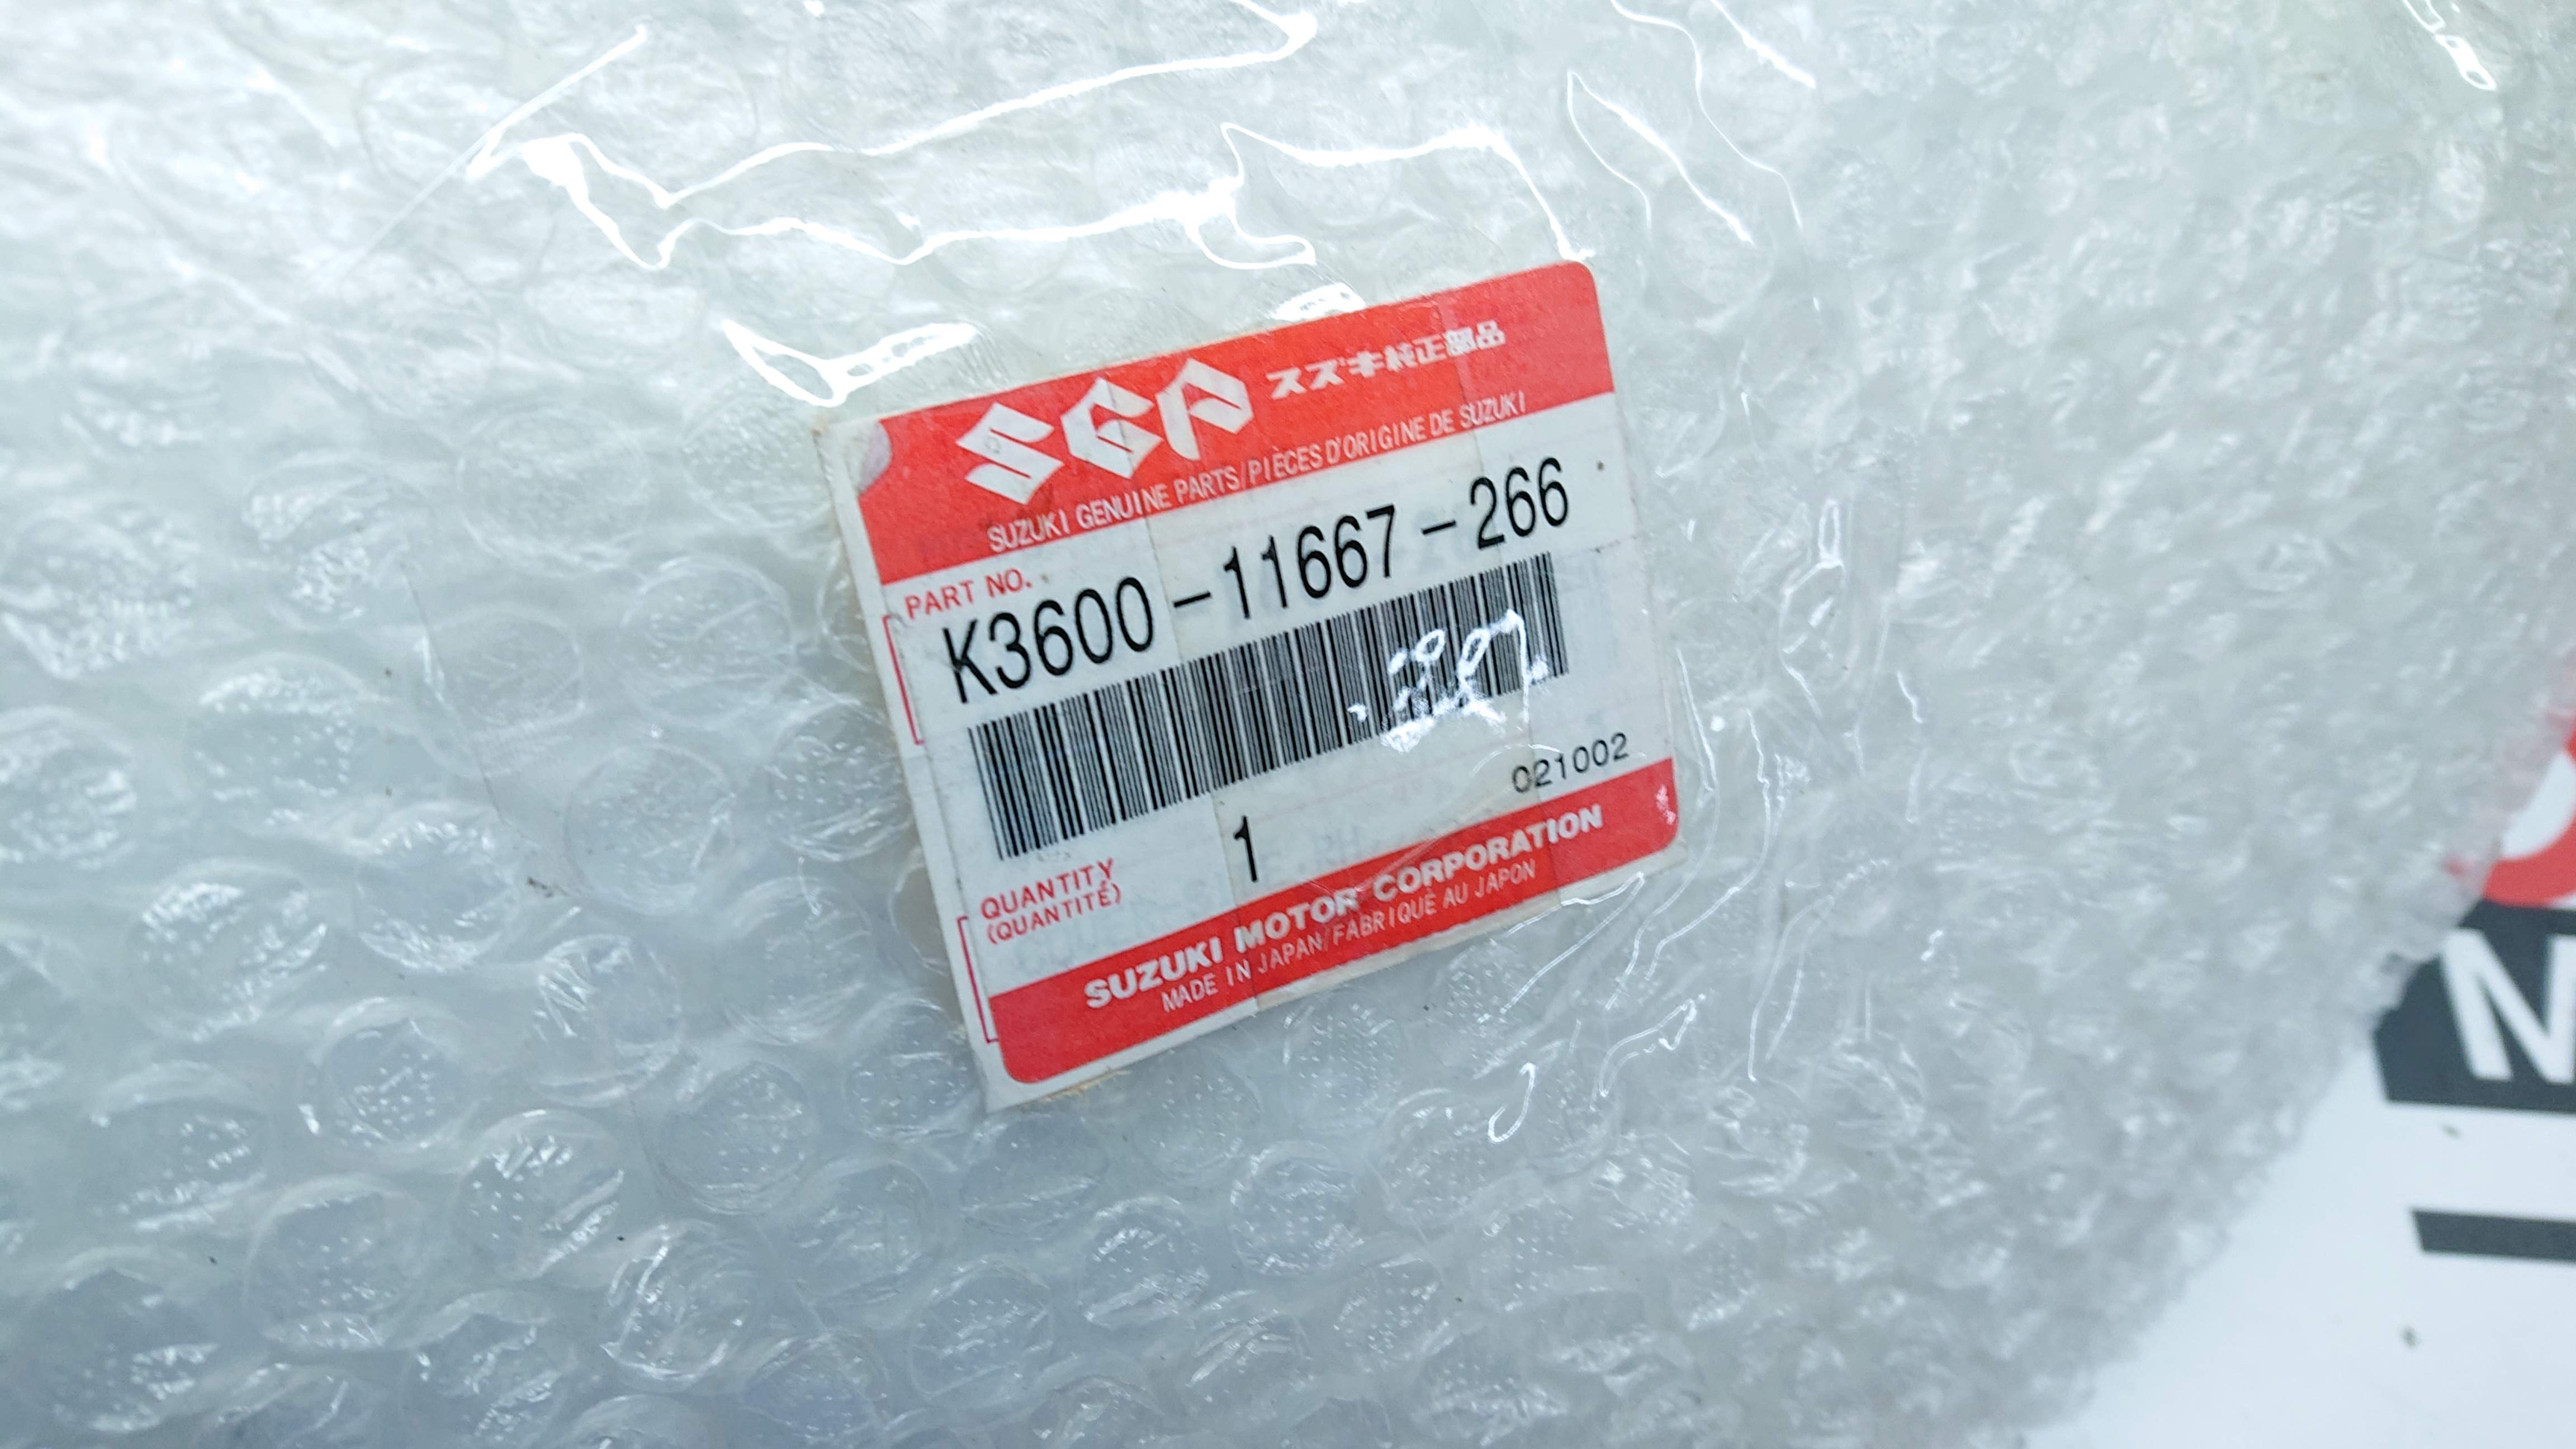 SGP スズキ純正部品
SUZUKI GENUINE PARTS/PIÈCES D'ORIGINE DE SUZUKI
PART NO.
K3600-11667-266
021002
QUANTITY
(QUANTITÉ)
1
SUZUKI MOTOR CORPORATION
MADE IN JAPAN/FABRIQUÉ AU JAPON
N